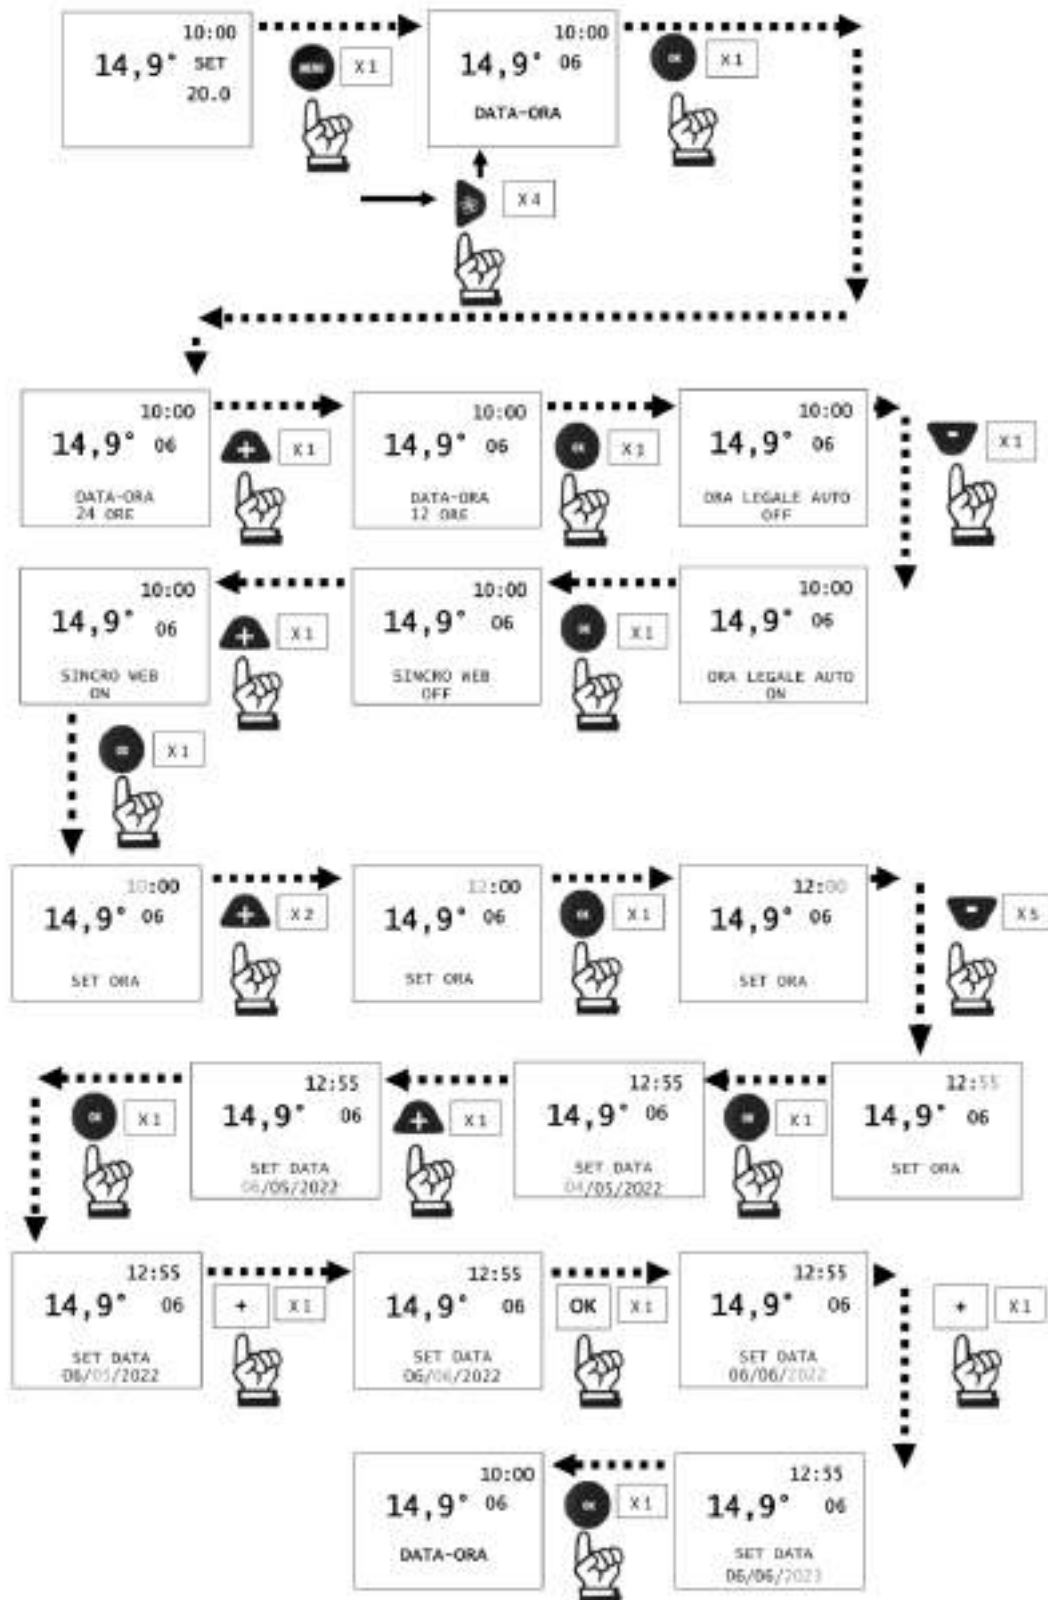 10:00
14,9° SET
20.0
MENU X1
10:00
14,9° 06
DATA-ORA
OK X1
X4
10:00
14,9° 06
DATA-ORA
24 ORE
+ X1
10:00
14,9° 06
DATA-ORA
12 ORE
OK X1
10:00
14,9° 06
ORA LEGALE AUTO
OFF
- X1
10:00
14,9° 06
ORA LEGALE AUTO
ON
OK X1
10:00
14,9° 06
SINCRO WEB
OFF
+ X1
10:00
14,9° 06
SINCRO WEB
ON
OK X1
10:00
14,9° 06
SET ORA
+ X2
12:00
14,9° 06
SET ORA
OK X1
12:00
14,9° 06
SET ORA
- X5
12:55
14,9° 06
SET ORA
OK X1
12:55
14,9° 06
SET DATA
04/05/2022
+ X1
12:55
14,9° 06
SET DATA
06/05/2022
OK X1
12:55
14,9° 06
SET DATA
06/05/2022
+ X1
12:55
14,9° 06
SET DATA
06/06/2022
OK X1
12:55
14,9° 06
SET DATA
06/06/2022
+ X1
12:55
14,9° 06
SET DATA
06/06/2023
OK X1
10:00
14,9° 06
DATA-ORA